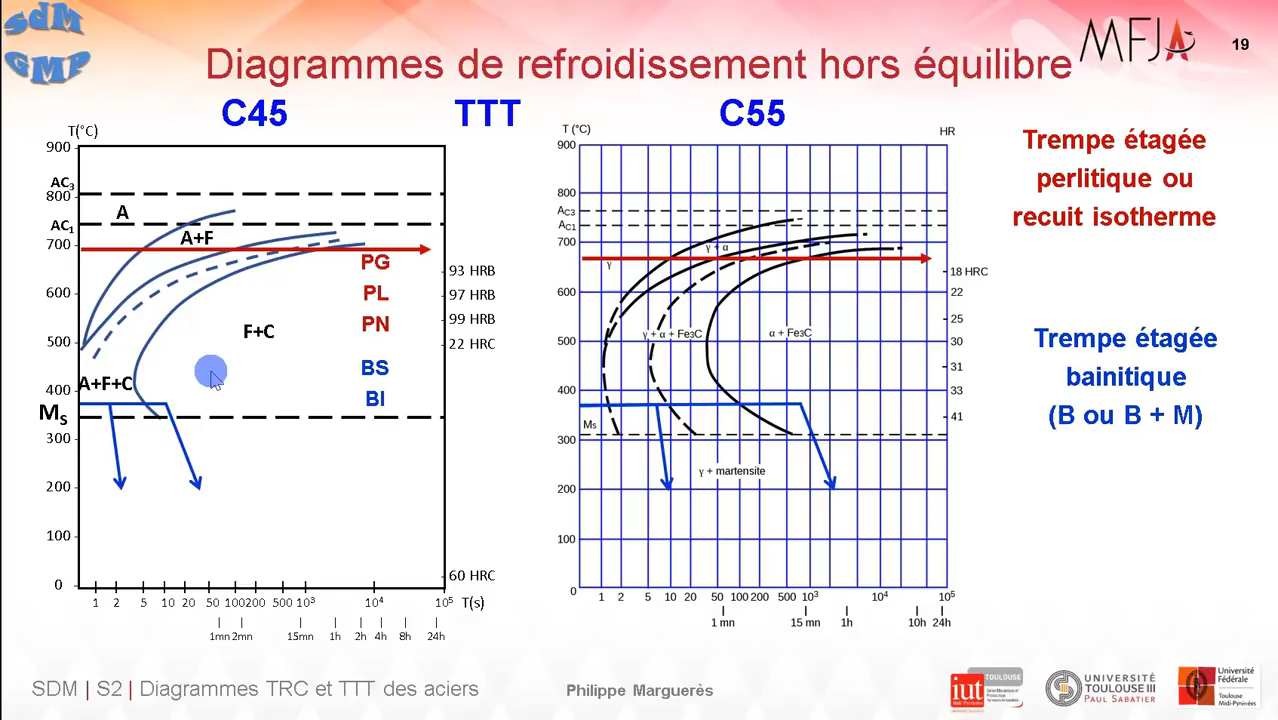 SdM
GMP
Diagrammes de refroidissement hors équilibre
MFJA
19
C45
TTT
C55
T(°C)
900
AC3
800
A
AC1
700
A+F
PG
93 HRB
600
PL
97 HRB
PN
99 HRB
F+C
500
22 HRC
BS
A+F+C
400
BI
Ms
300
200
100
60 HRC
0
1 2 5 10 20 50 100 200 500 10³ 10⁴ 10⁵ T(s)
1mn 2mn 15mn 1h 2h 4h 8h 24h
T (°C)
HR
900
800
AC3
AC1
700
γ + α
γ
18 HRC
600
22
25
γ + α + Fe3C
α + Fe3C
500
30
31
400
33
41
Ms
300
γ + martensite
200
100
0
1 2 5 10 20 50 100 200 500 10³ 10⁴ 10⁵
1 mn 15 mn 1h 10h 24h
Trempe étagée
perlitique ou
recuit isotherme
Trempe étagée
bainitique
(B ou B + M)
SDM | S2 | Diagrammes TRC et TTT des aciers
Philippe Marguerès
iut
Midi-Pyrénées
TOULOUSE
UNIVERSITÉ
TOULOUSE III
PAUL SABATIER
Université
Fédérale
Toulouse
Midi-Pyrénées